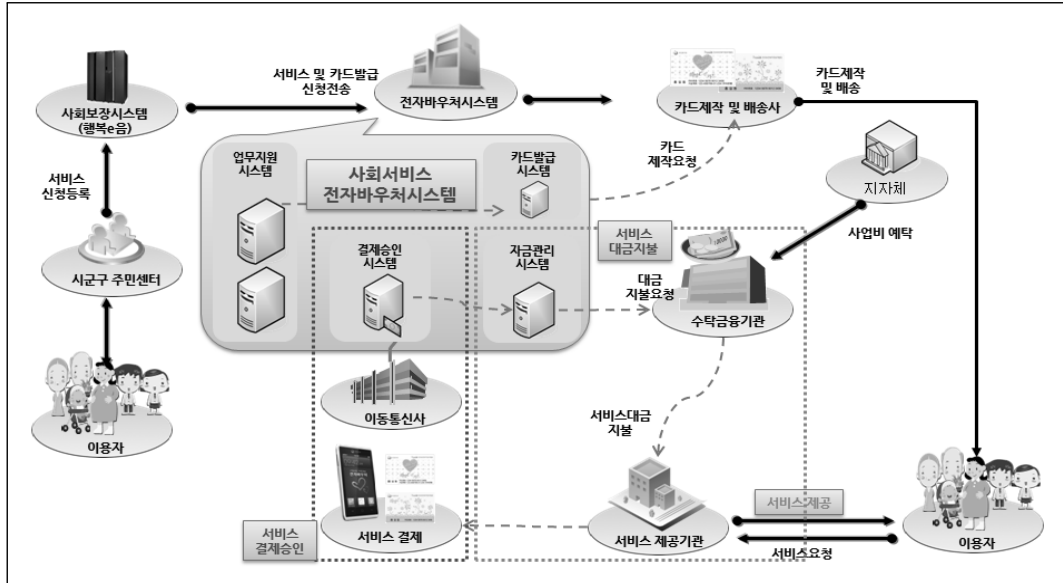 서비스 및 카드발급
신청전송
카드제작
및 배송
사회보장시스템
(행복e음)
전자바우처시스템
카드제작 및 배송사
업무지원
시스템
사회서비스
전자바우처시스템
카드발급
시스템
카드
제작요청
지자체
서비스
신청등록
서비스
대금지불
사업비 예탁
결제승인
시스템
자금관리
시스템
대금
지불요청
시군구 주민센터
수탁금융기관
이동통신사
서비스대금
지불
이용자
서비스 제공
서비스
결제승인
서비스 결제
서비스 제공기관
서비스요청
이용자